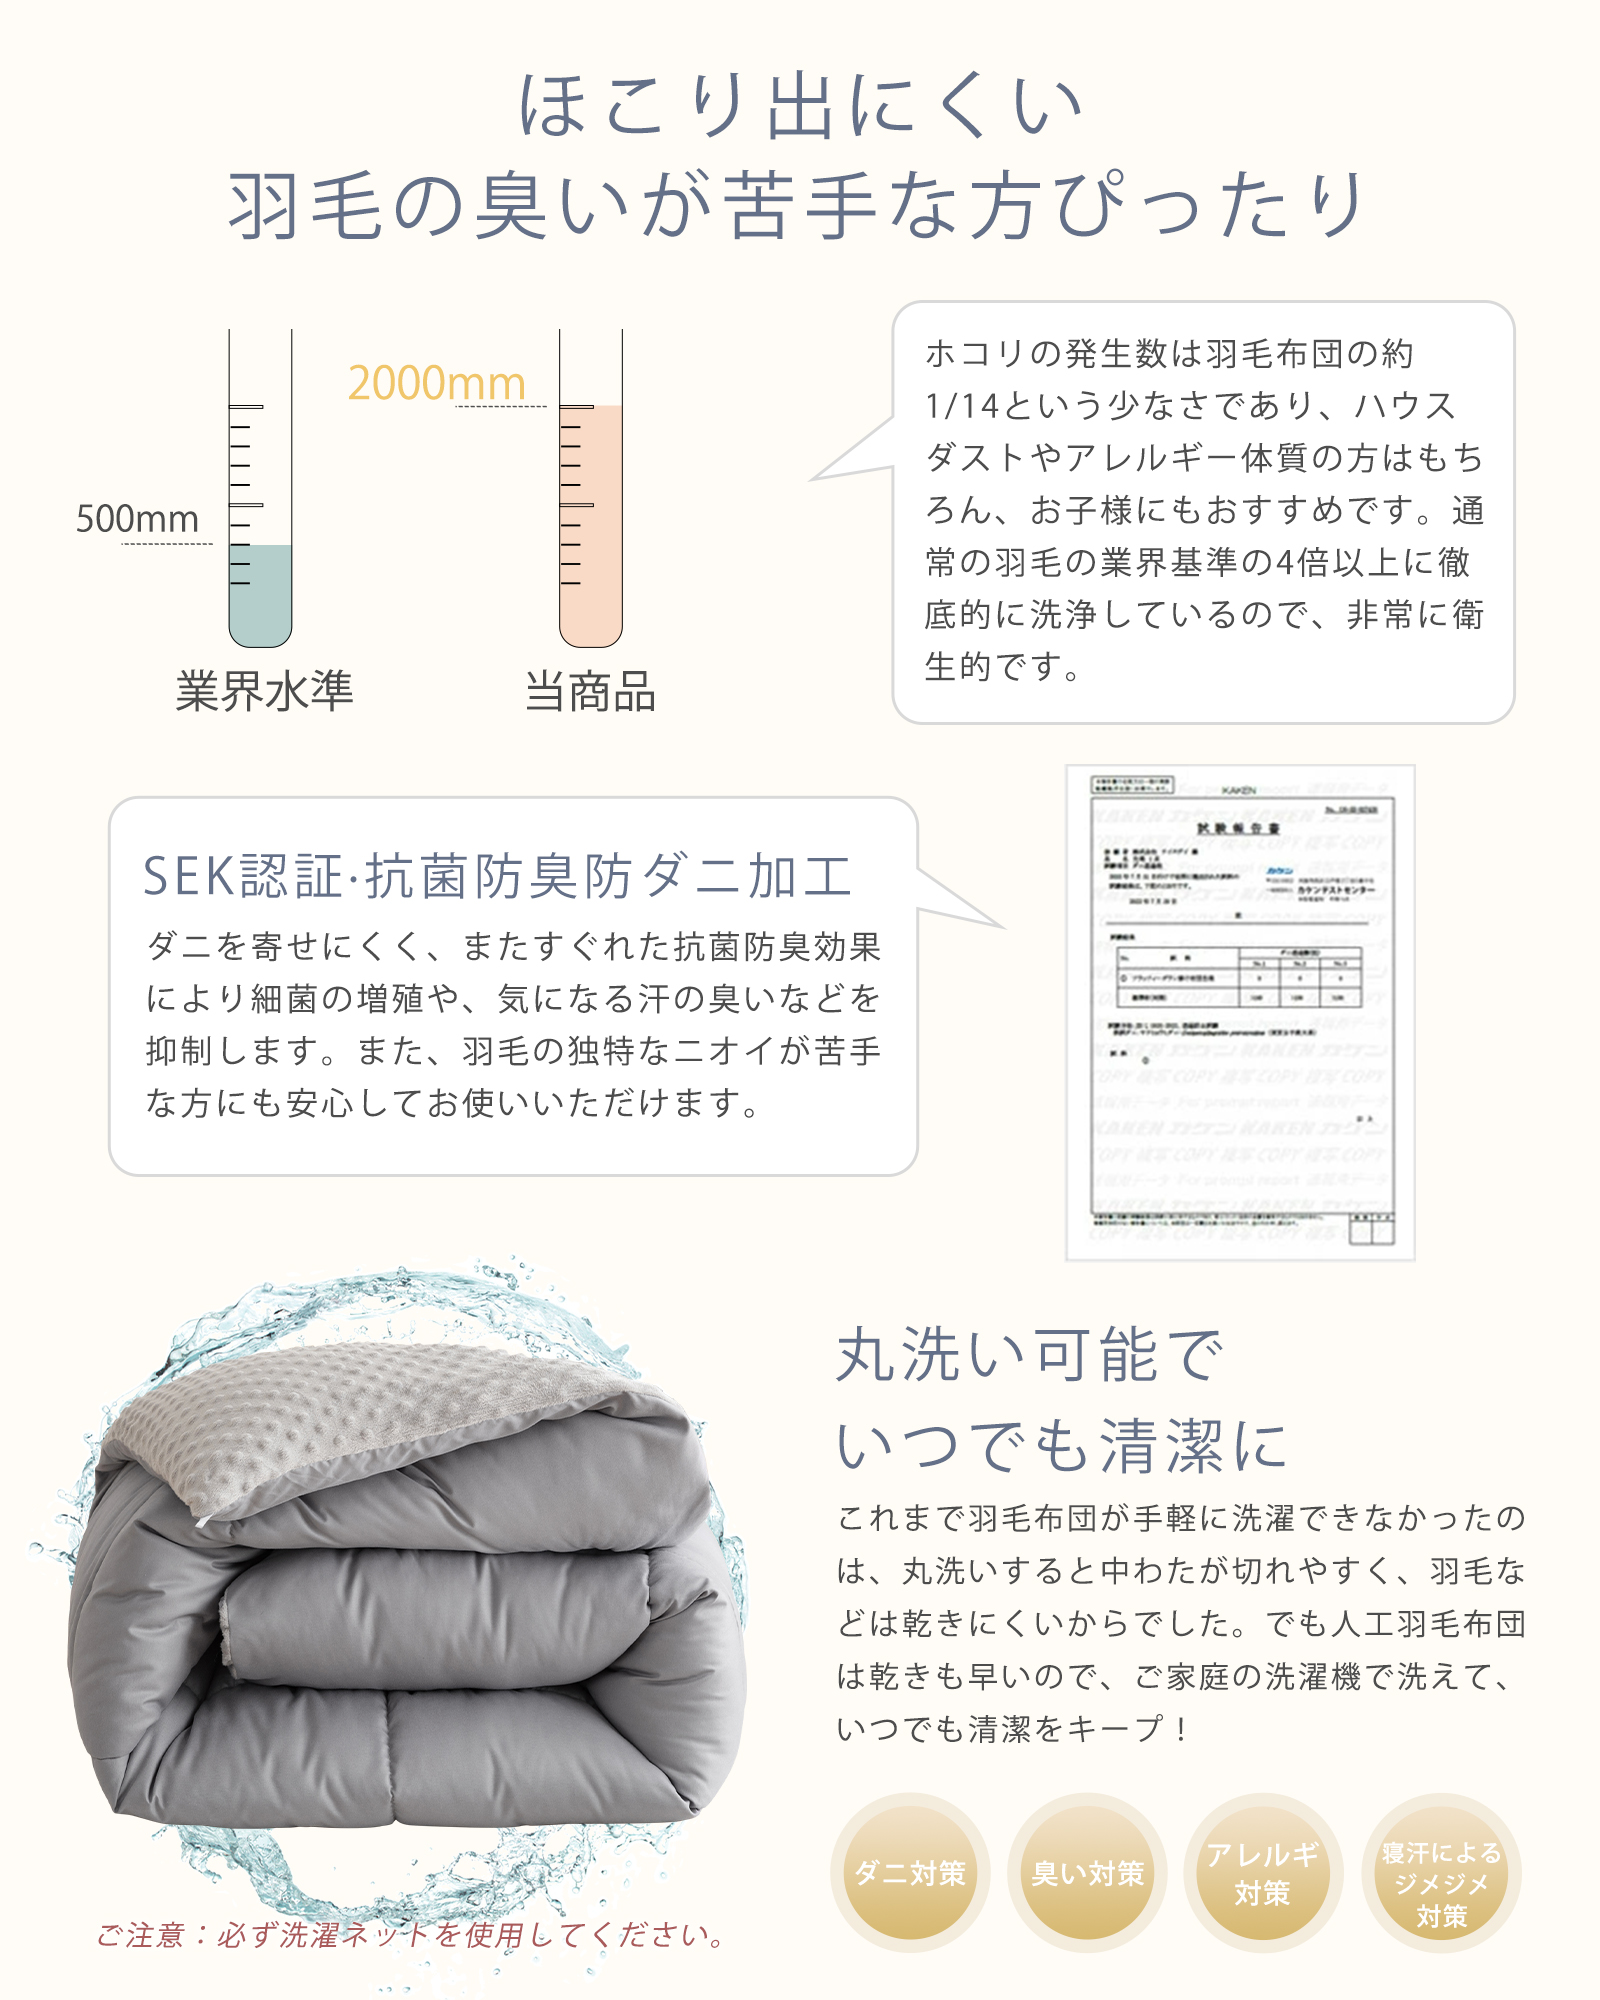 ほこり出にくい
羽毛の臭いが苦手な方ぴったり
2000mm
500mm
業界水準
当商品
ホコリの発生数は羽毛布団の約
1/14という少なさであり、ハウス
ダストやアレルギー体質の方はもち
ろん、お子様にもおすすめです。通
常の羽毛の業界基準の4倍以上に徹
底的に洗浄しているので、非常に衛
生的です。
SEK認証·抗菌防臭防ダニ加工
ダニを寄せにくく、またすぐれた抗菌防臭効果
により細菌の増殖や、気になる汗の臭いなどを
抑制します。また、羽毛の独特なニオイが苦手
な方にも安心してお使いいただけます。
KAKEN
試験報告書
カケン
カケンテストセンター
丸洗い可能で
いつでも清潔に
これまで羽毛布団が手軽に洗濯できなかったの
は、丸洗いすると中わたが切れやすく、羽毛な
どは乾きにくいからでした。でも人工羽毛布団
は乾きも早いので、ご家庭の洗濯機で洗えて、
いつでも清潔をキープ！
ダニ対策
臭い対策
アレルギ
対策
寝汗による
ジメジメ
対策
ご注意：必ず洗濯ネットを使用してください。